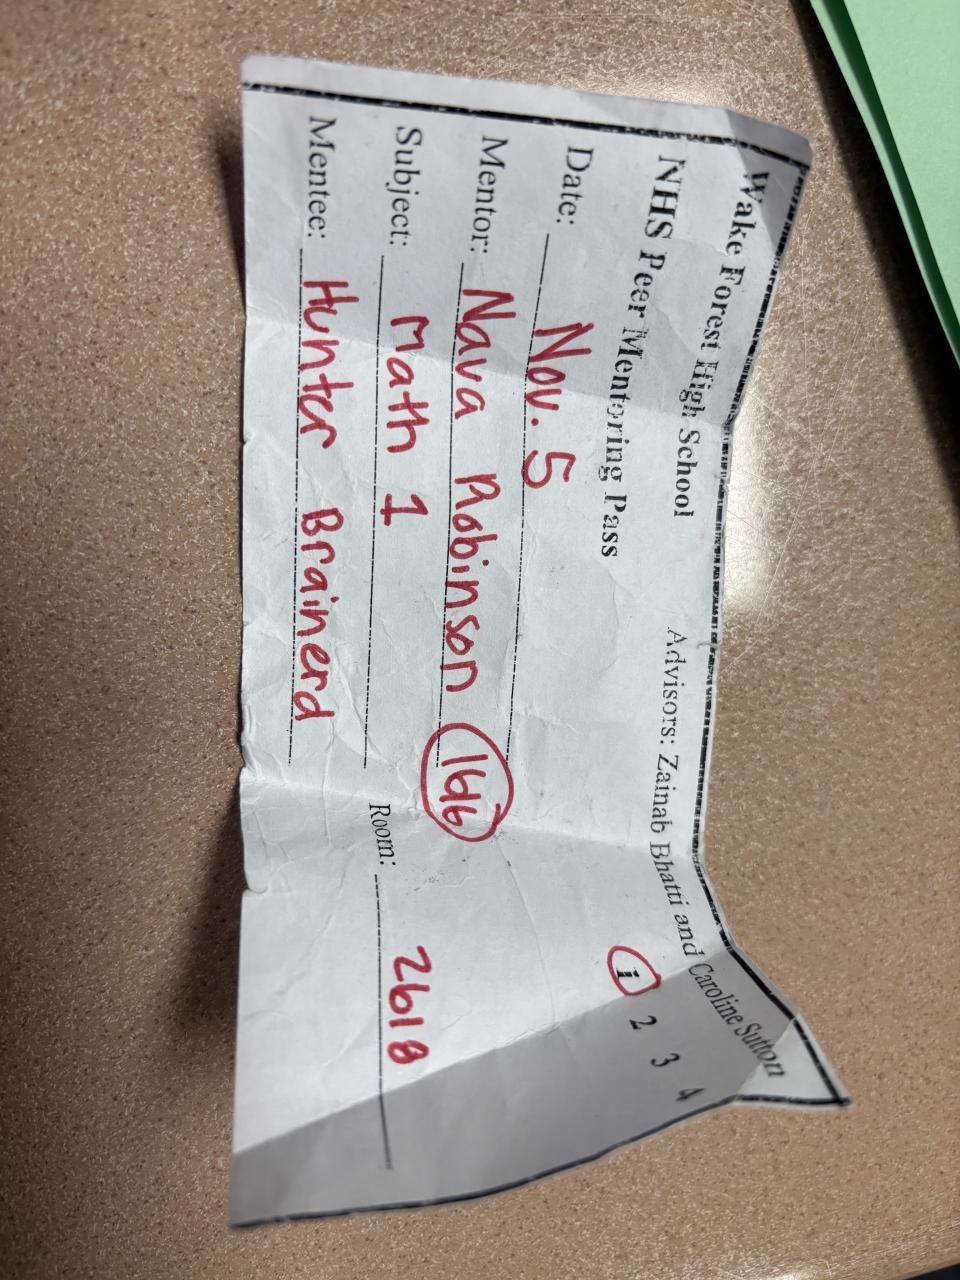 Wake Forest High School
Advisors: Zainab Bhatti and Caroline Sutton
NHS Peer Mentoring Pass
1 2 3 4
Date: Nov. 5
Mentor: Nava Robinson 1616
Subject: Math 1
Room: 2618
Mentee: Hunter Brainerd